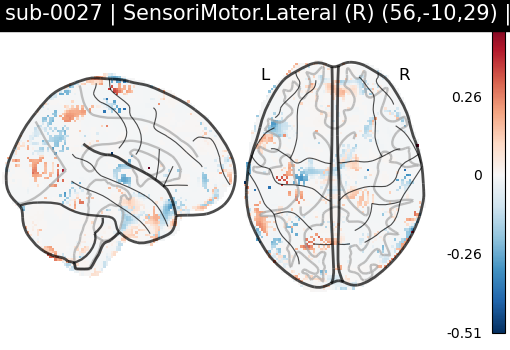 sub-0027 | SensoriMotor.Lateral (R) (56,-10,29) |
L
R
0.26
0
-0.26
-0.51